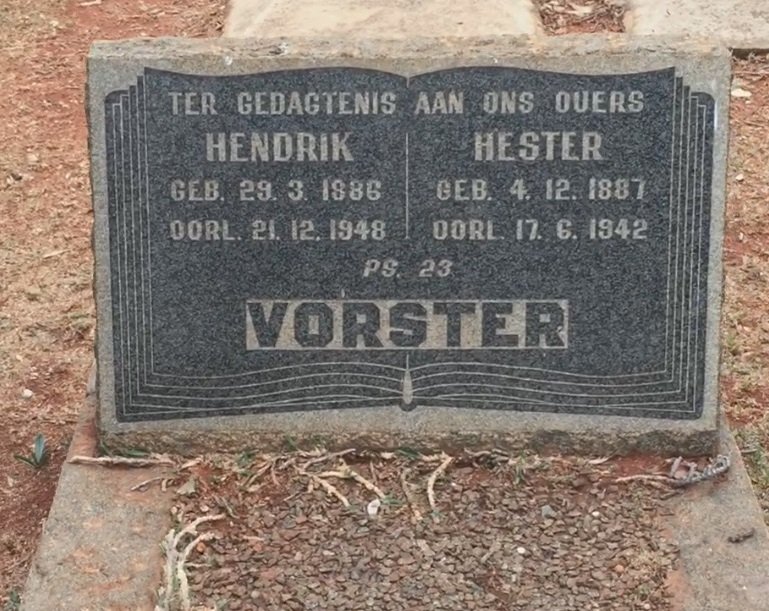 TER GEDAGTENIS AAN ONS OUERS
HENDRIK HESTER
GEB. 29. 3. 1886 GEB. 4. 12. 1887
OORL. 21. 12. 1948 OORL. 17. 6. 1942
PS. 23
VORSTER